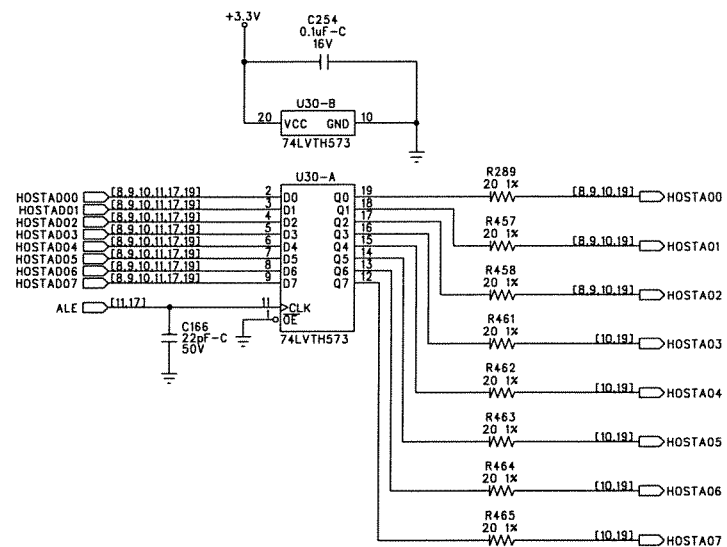 +3.3V
C254
0.1uF-C
16V
U30-B
20 VCC GND 10
74LVTH573
U30-A
HOSTAD00 [8,9,10,11,17,19] 2 D0 Q0 19
HOSTAD01 [8,9,10,11,17,19] 3 D1 Q1 18
HOSTAD02 [8,9,10,11,17,19] 4 D2 Q2 17
HOSTAD03 [8,9,10,11,17,19] 5 D3 Q3 16
HOSTAD04 [8,9,10,11,17,19] 6 D4 Q4 15
HOSTAD05 [8,9,10,11,17,19] 7 D5 Q5 14
HOSTAD06 [8,9,10,11,17,19] 8 D6 Q6 13
HOSTAD07 [8,9,10,11,17,19] 9 D7 Q7 12
ALE [11,17] 11 CLK
1 OE
74LVTH573
C166
22pF-C
50V
R289
20 1%
[8,9,10,19] HOSTA00
R457
20 1%
[8,9,10,19] HOSTA01
R458
20 1%
[8,9,10,19] HOSTA02
R461
20 1%
[10,19] HOSTA03
R462
20 1%
[10,19] HOSTA04
R463
20 1%
[10,19] HOSTA05
R464
20 1%
[10,19] HOSTA06
R465
20 1%
[10,19] HOSTA07